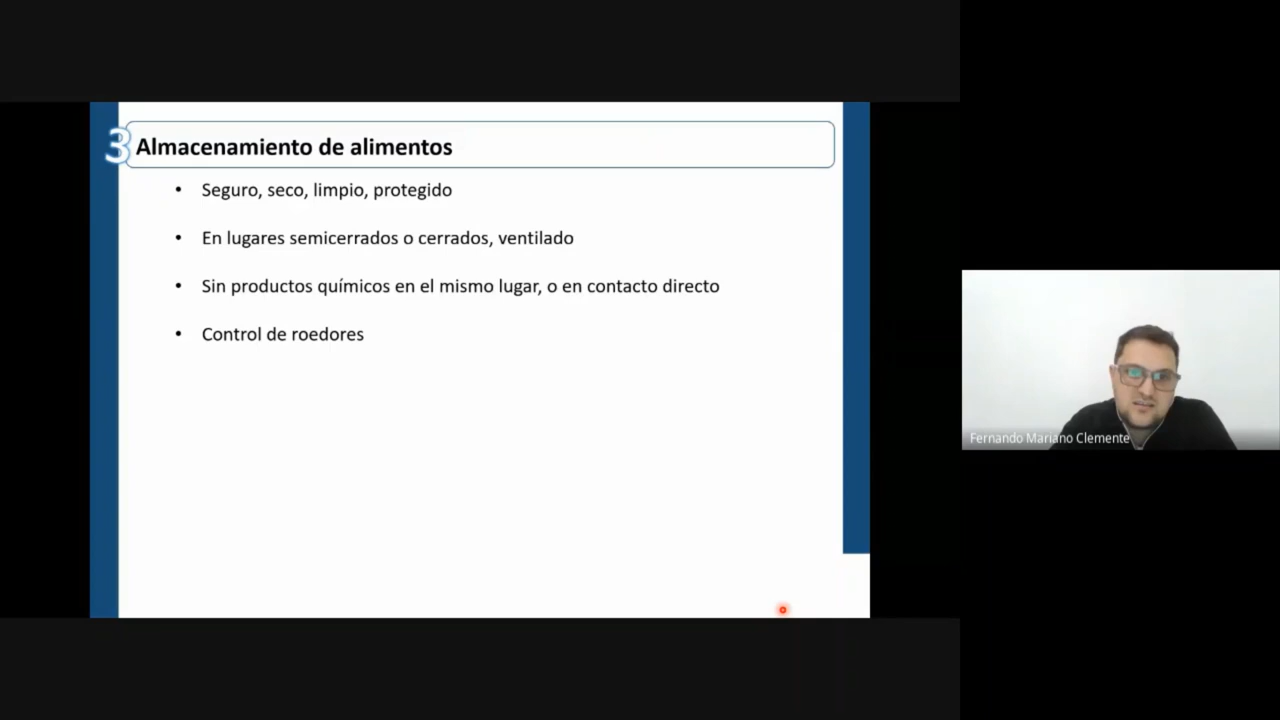 3
Almacenamiento de alimentos
• Seguro, seco, limpio, protegido
• En lugares semicerrados o cerrados, ventilado
• Sin productos químicos en el mismo lugar, o en contacto directo
• Control de roedores
Fernando Mariano Clemente